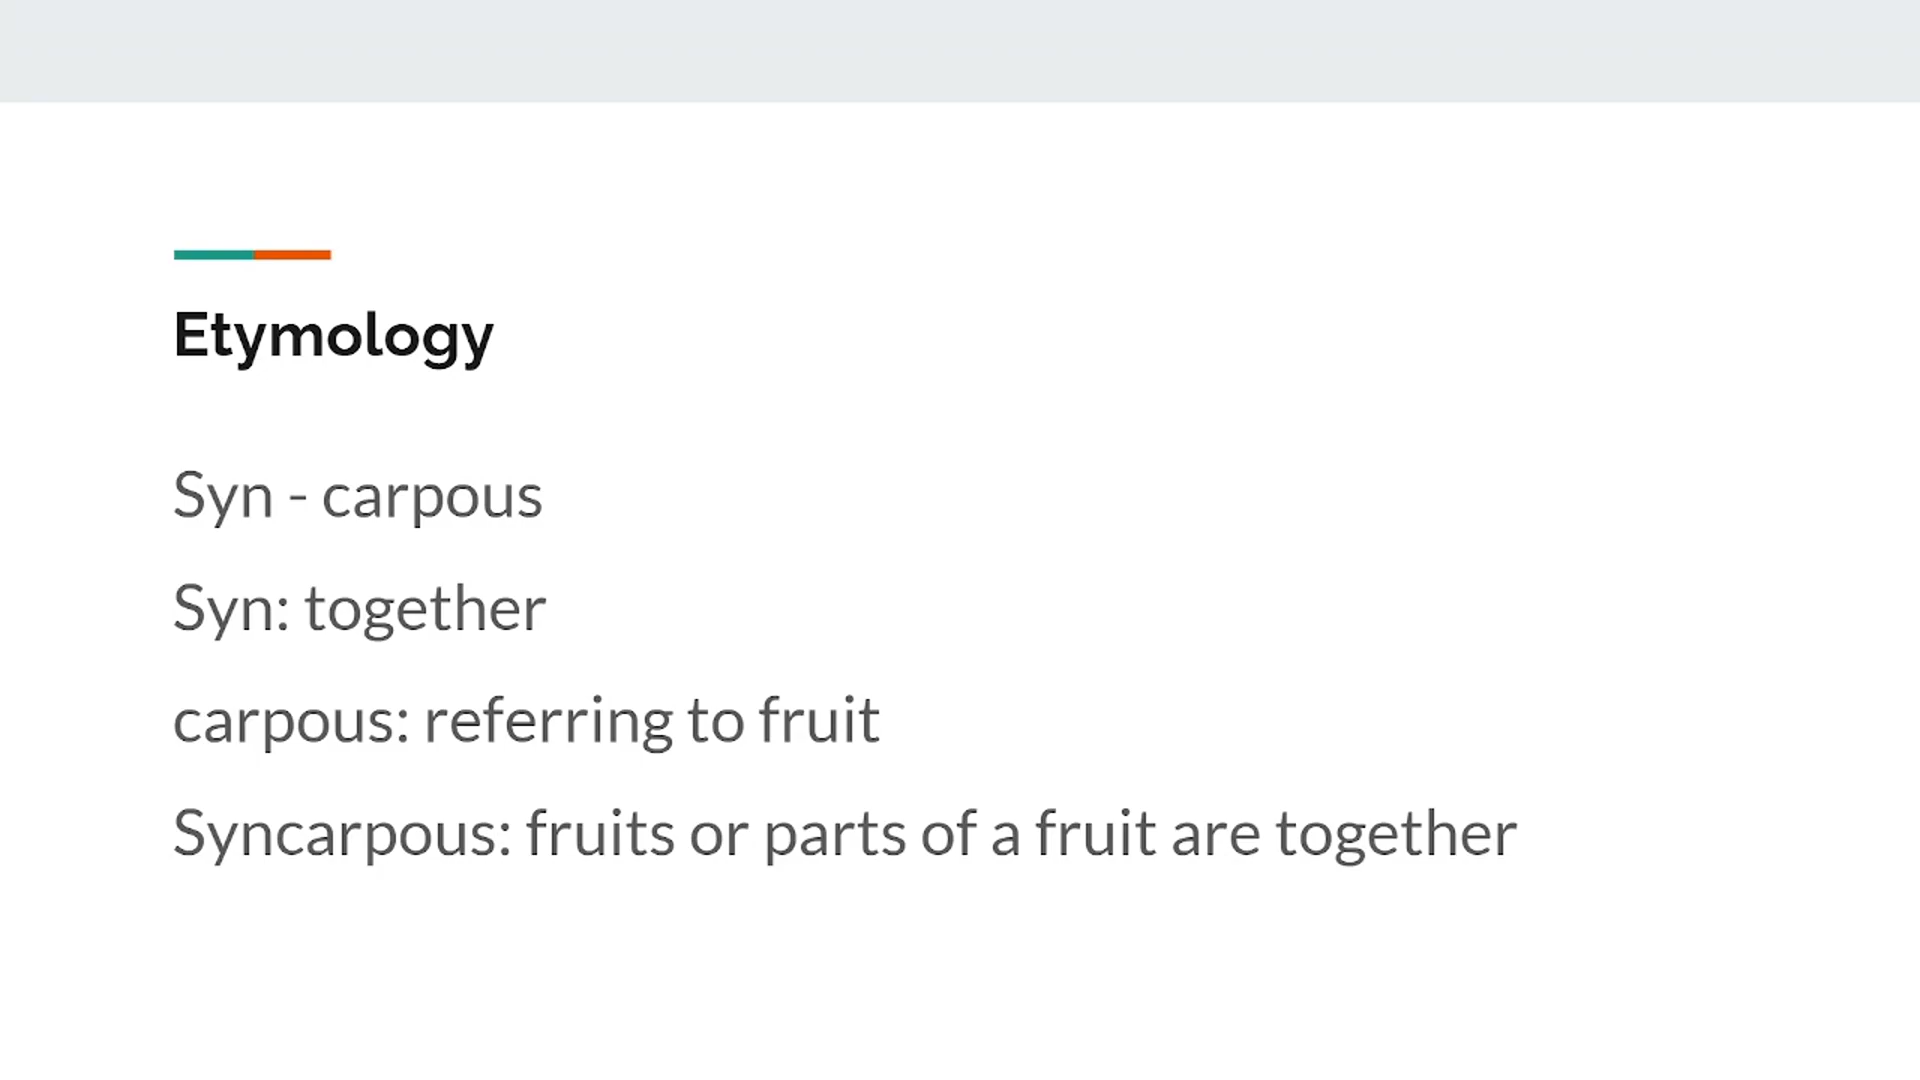 Etymology
Syn - carpous
Syn: together
carpous: referring to fruit
Syncarpous: fruits or parts of a fruit are together